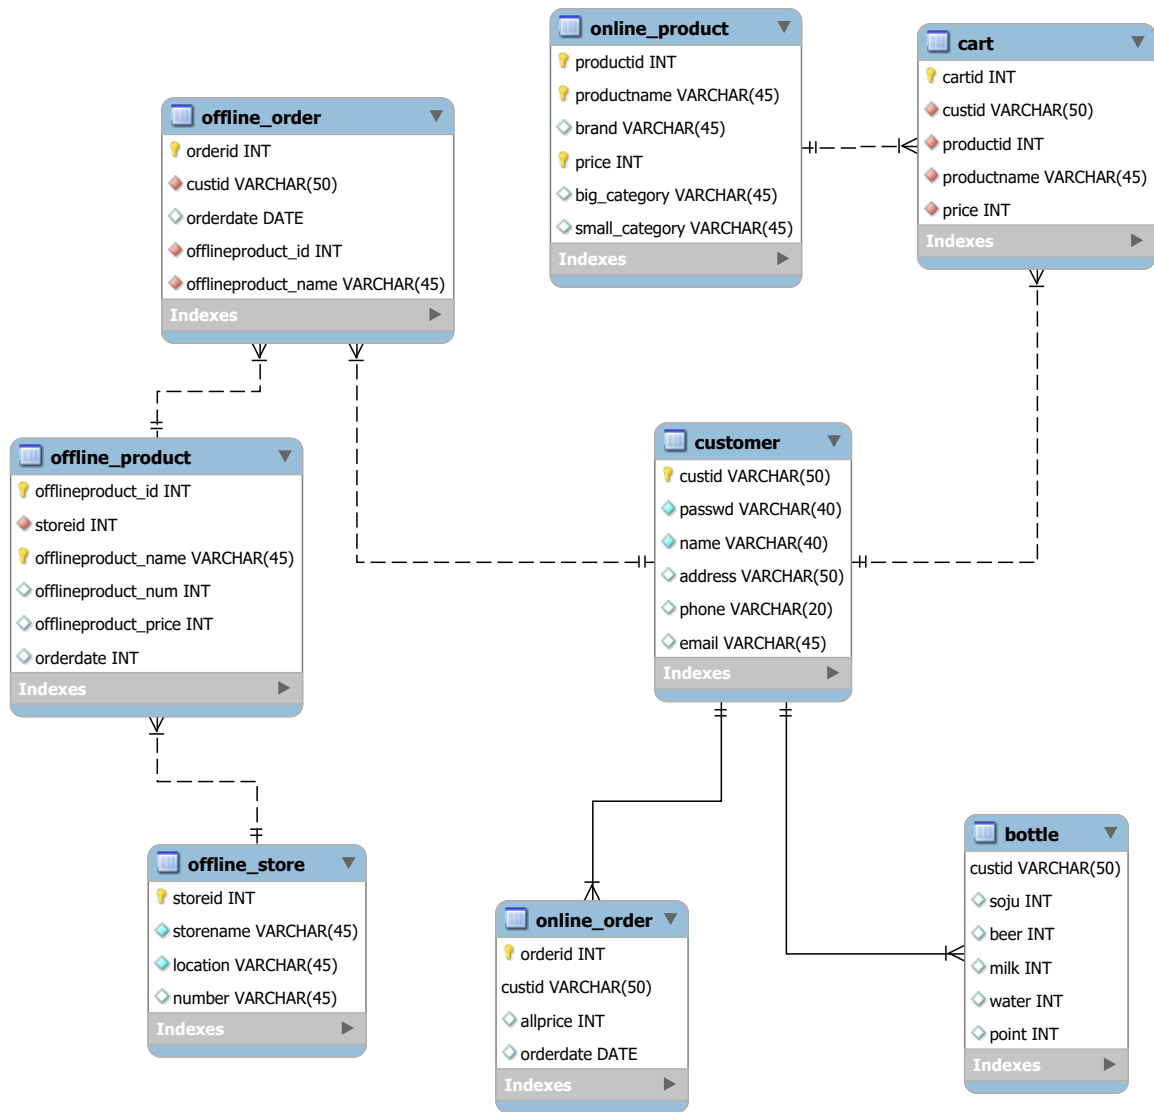 online_product
productid INT
productname VARCHAR(45)
brand VARCHAR(45)
price INT
big_category VARCHAR(45)
small_category VARCHAR(45)
Indexes
cart
cartid INT
custid VARCHAR(50)
productid INT
productname VARCHAR(45)
price INT
Indexes
offline_order
orderid INT
custid VARCHAR(50)
orderdate DATE
offlineproduct_id INT
offlineproduct_name VARCHAR(45)
Indexes
offline_product
offlineproduct_id INT
storeid INT
offlineproduct_name VARCHAR(45)
offlineproduct_num INT
offlineproduct_price INT
orderdate INT
Indexes
customer
custid VARCHAR(50)
passwd VARCHAR(40)
name VARCHAR(40)
address VARCHAR(50)
phone VARCHAR(20)
email VARCHAR(45)
Indexes
offline_store
storeid INT
storename VARCHAR(45)
location VARCHAR(45)
number VARCHAR(45)
Indexes
online_order
orderid INT
custid VARCHAR(50)
allprice INT
orderdate DATE
Indexes
bottle
custid VARCHAR(50)
soju INT
beer INT
milk INT
water INT
point INT
Indexes